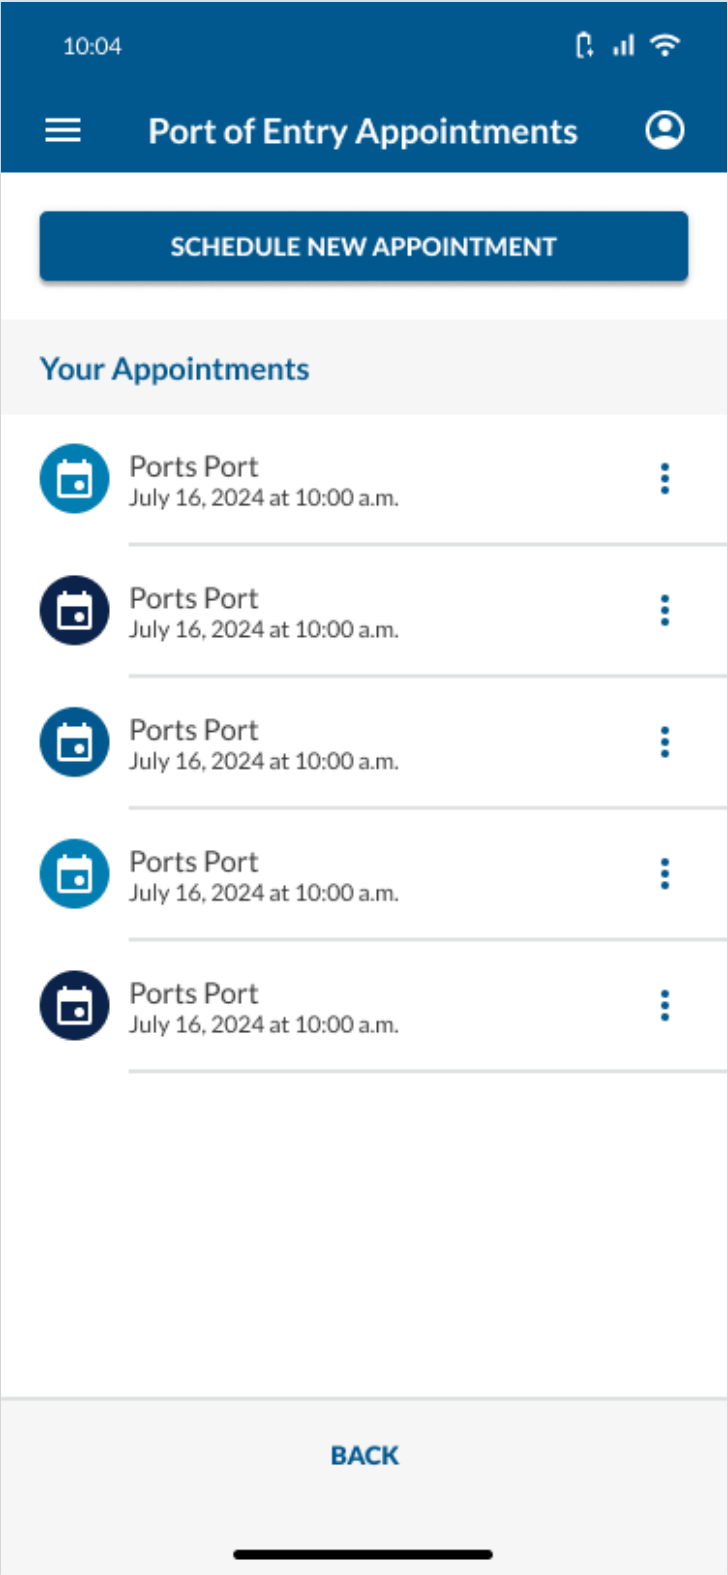 10:04
Port of Entry Appointments
SCHEDULE NEW APPOINTMENT
Your Appointments
Ports Port
July 16, 2024 at 10:00 a.m.
Ports Port
July 16, 2024 at 10:00 a.m.
Ports Port
July 16, 2024 at 10:00 a.m.
Ports Port
July 16, 2024 at 10:00 a.m.
Ports Port
July 16, 2024 at 10:00 a.m.
BACK